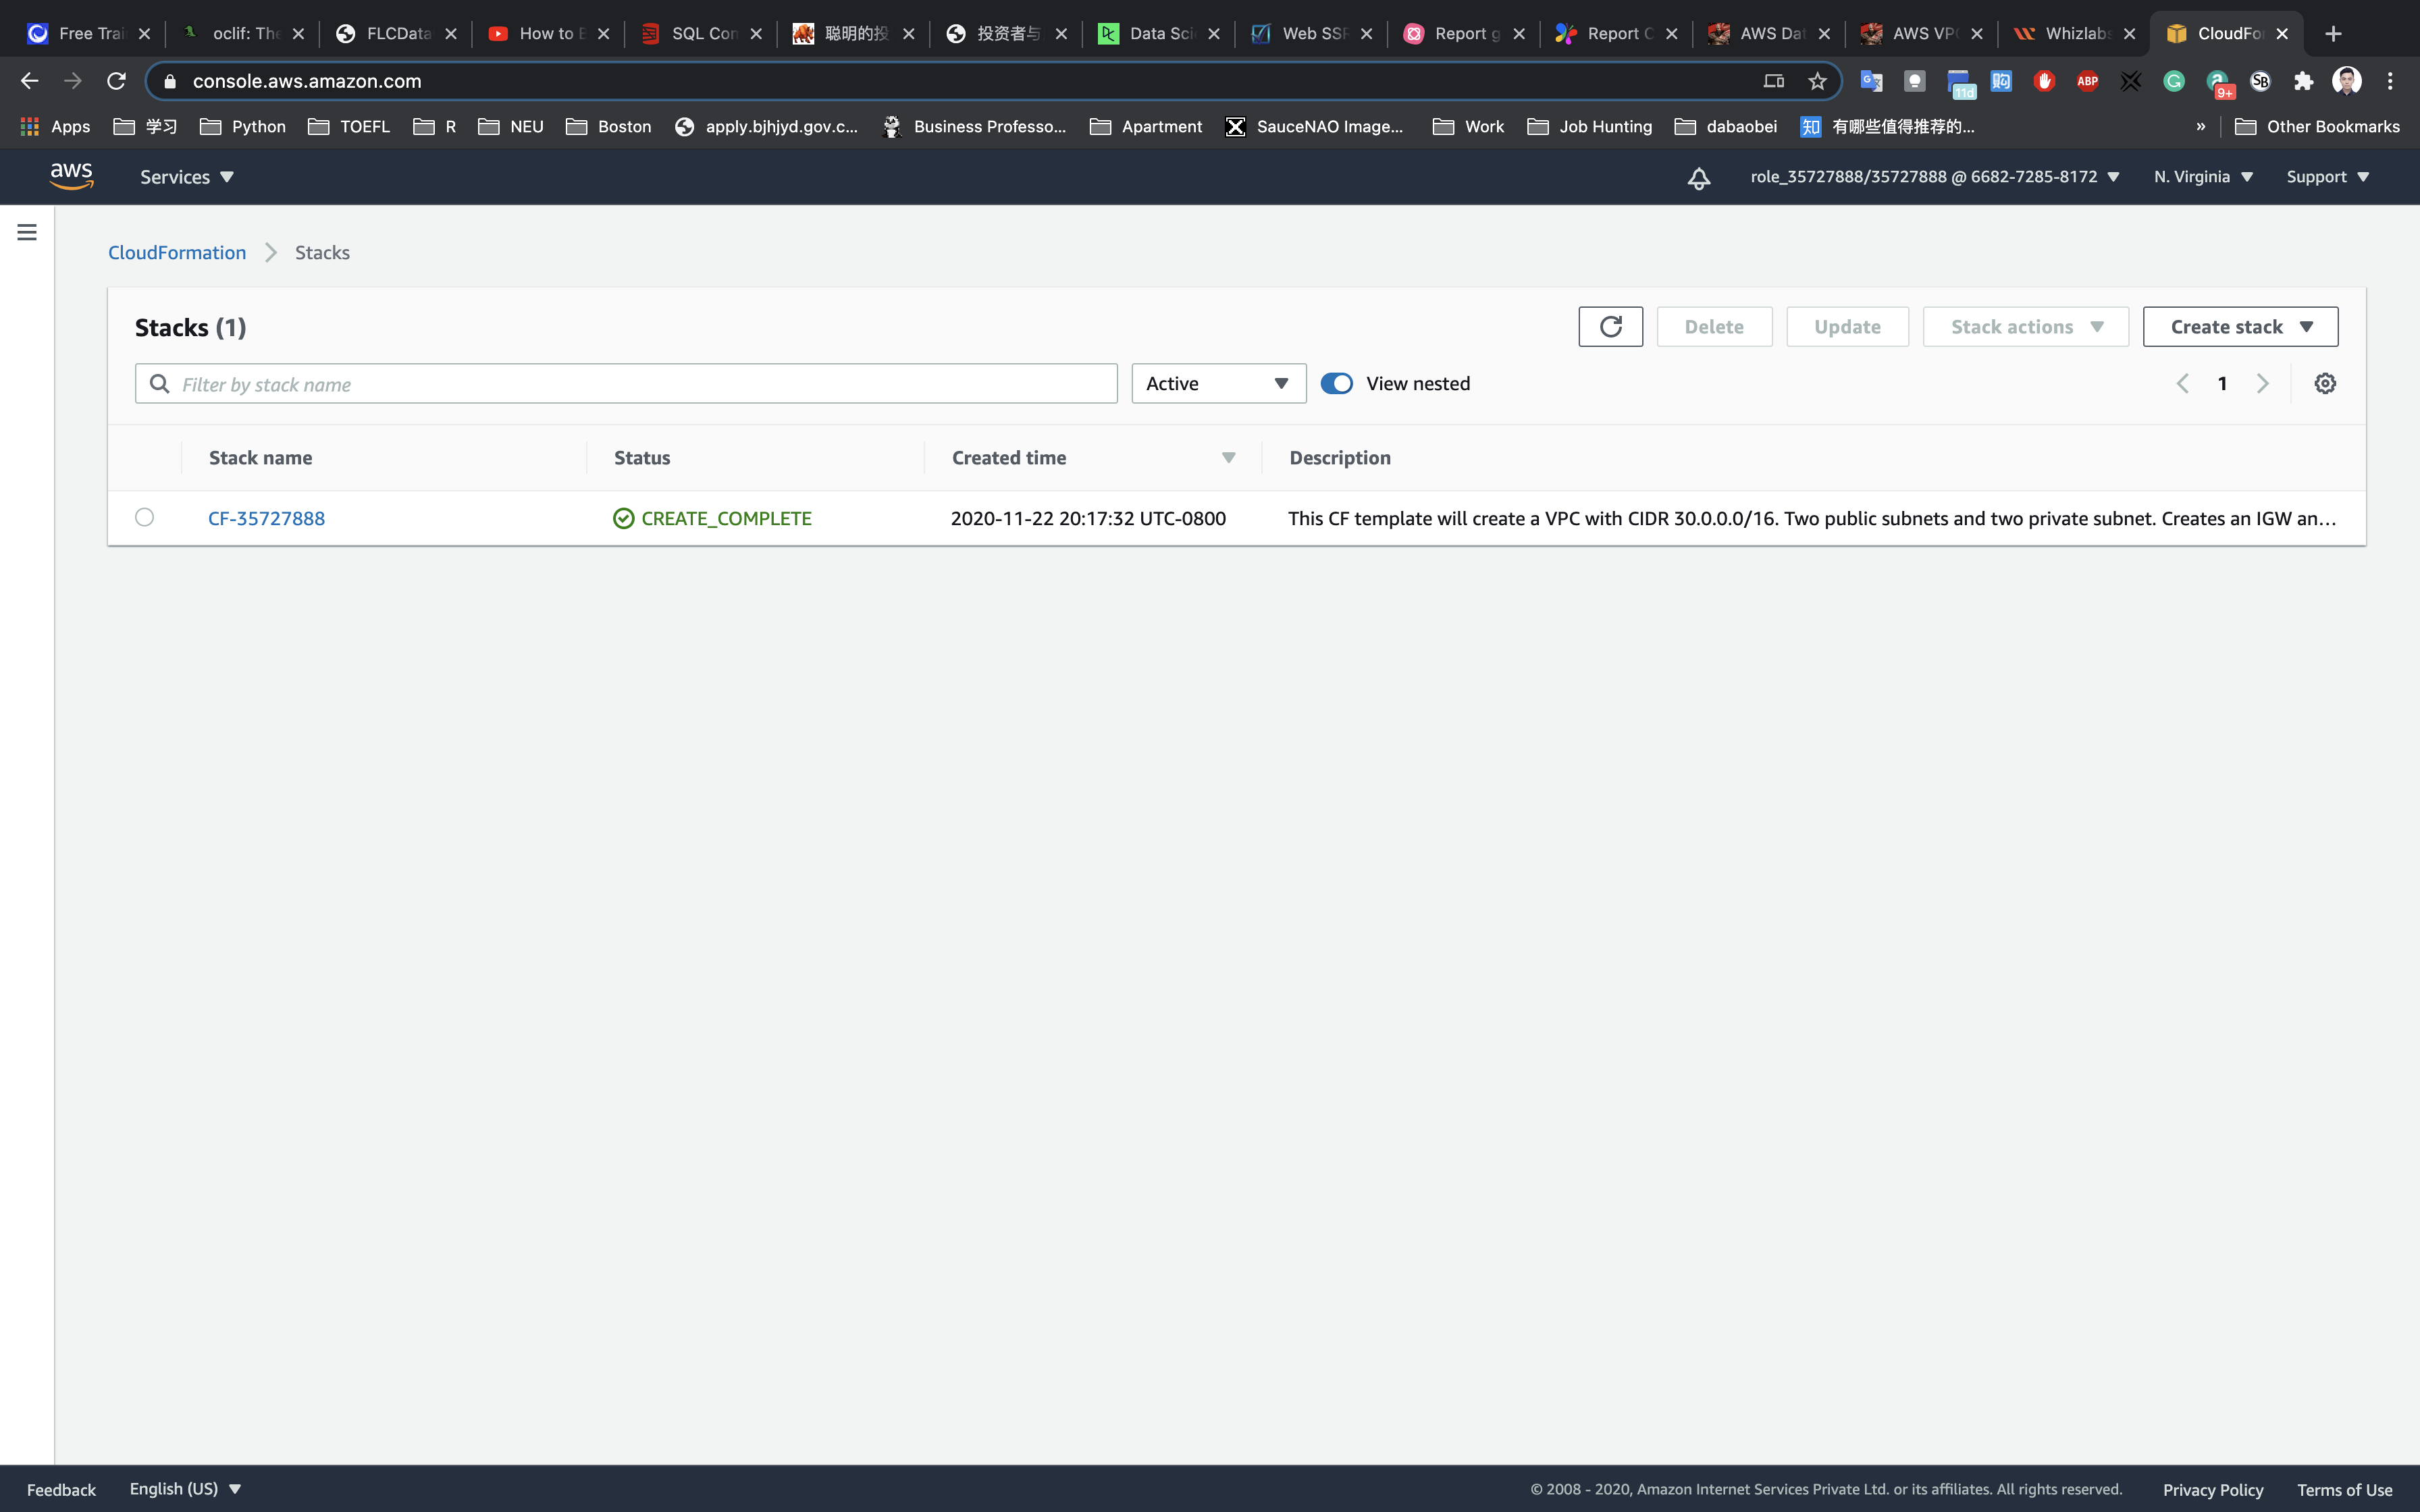 Free Trai oclif: The FLCData How to E SQL Con 聪明的投 投资者与 Data Sci Web SSR Report g Report C AWS Dat AWS VPC Whizlabs CloudFo
console.aws.amazon.com 11d ABP 9+ SB
Apps 学习 Python TOEFL R NEU Boston apply.bjhjyd.gov.c... Business Professo... Apartment SauceNAO Image... Work Job Hunting dabaobei 知 有哪些值得推荐的... » Other Bookmarks
aws Services role_35727888/35727888 @ 6682-7285-8172 N. Virginia Support
CloudFormation Stacks
Stacks (1) Delete Update Stack actions Create stack
Filter by stack name Active View nested 1
Stack name Status Created time Description
CF-35727888 CREATE_COMPLETE 2020-11-22 20:17:32 UTC-0800 This CF template will create a VPC with CIDR 30.0.0.0/16. Two public subnets and two private subnet. Creates an IGW an...
Feedback English (US) © 2008 - 2020, Amazon Internet Services Private Ltd. or its affiliates. All rights reserved. Privacy Policy Terms of Use